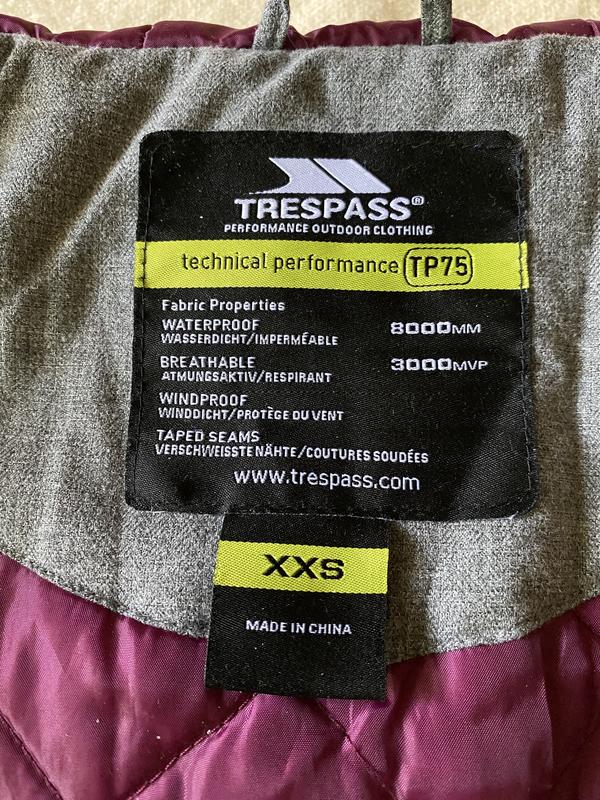 TRESPASS®
PERFORMANCE OUTDOOR CLOTHING
technical performance TP75
Fabric Properties
WATERPROOF 8000MM
WASSERDICHT/IMPERMÉABLE
BREATHABLE 3000MVP
ATMUNGSAKTIV/RESPIRANT
WINDPROOF
WINDDICHT/PROTÈGE DU VENT
TAPED SEAMS
VERSCHWEISSTE NÄHTE/COUTURES SOUDÉES
www.trespass.com
XXS
MADE IN CHINA